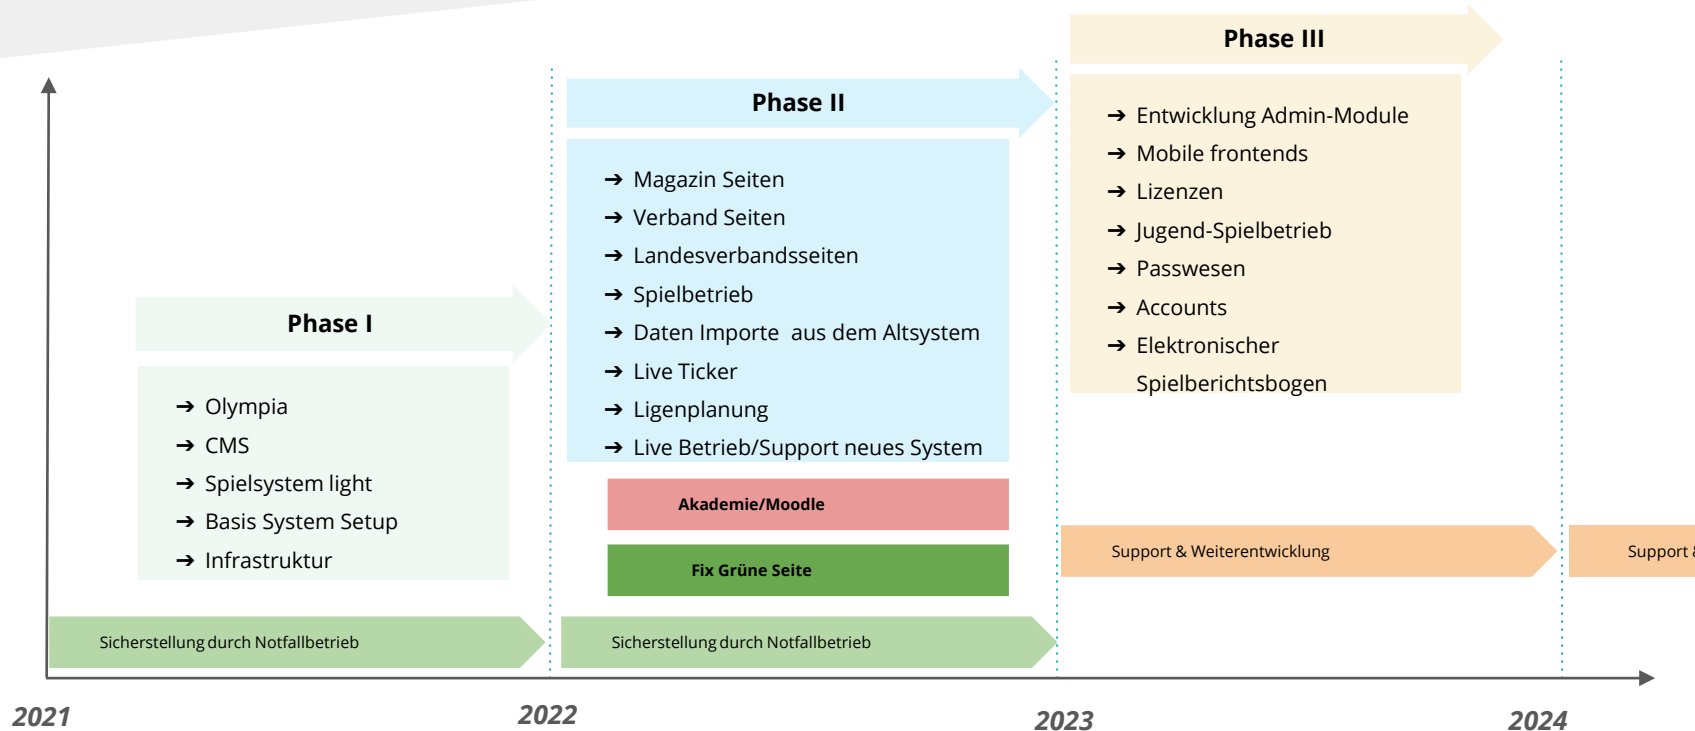 Phase III
➔ Entwicklung Admin-Module
➔ Mobile frontends
➔ Lizenzen
➔ Jugend-Spielbetrieb
➔ Passwesen
➔ Accounts
➔ Elektronischer
Spielberichtsbogen
Phase II
➔ Magazin Seiten
➔ Verband Seiten
➔ Landesverbandsseiten
➔ Spielbetrieb
➔ Daten Importe  aus dem Altsystem
➔ Live Ticker
➔ Ligenplanung
➔ Live Betrieb/Support neues System
Akademie/Moodle
Fix Grüne Seite
Phase I
➔ Olympia
➔ CMS
➔ Spielsystem light
➔ Basis System Setup
➔ Infrastruktur
Support & Weiterentwicklung
Support &
Sicherstellung durch Notfallbetrieb
Sicherstellung durch Notfallbetrieb
2021
2022
2023
2024